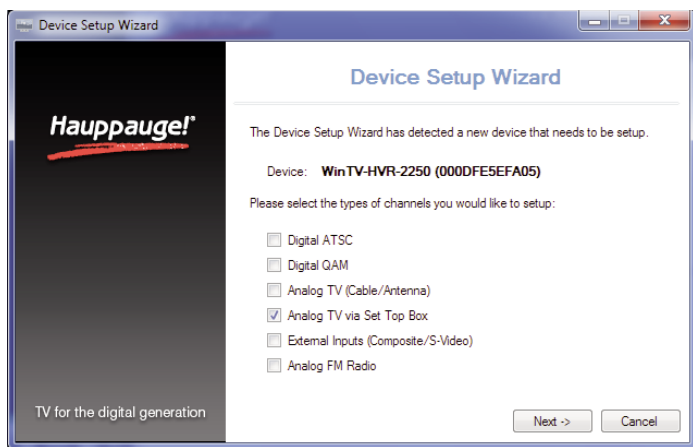 Device Setup Wizard
Device Setup Wizard
Hauppauge!®
The Device Setup Wizard has detected a new device that needs to be setup.
Device: WinTV-HVR-2250 (000DFE5EFA05)
Please select the types of channels you would like to setup:
Digital ATSC
Digital QAM
Analog TV (Cable/Antenna)
Analog TV via Set Top Box
External Inputs (Composite/S-Video)
Analog FM Radio
TV for the digital generation
Next -> Cancel